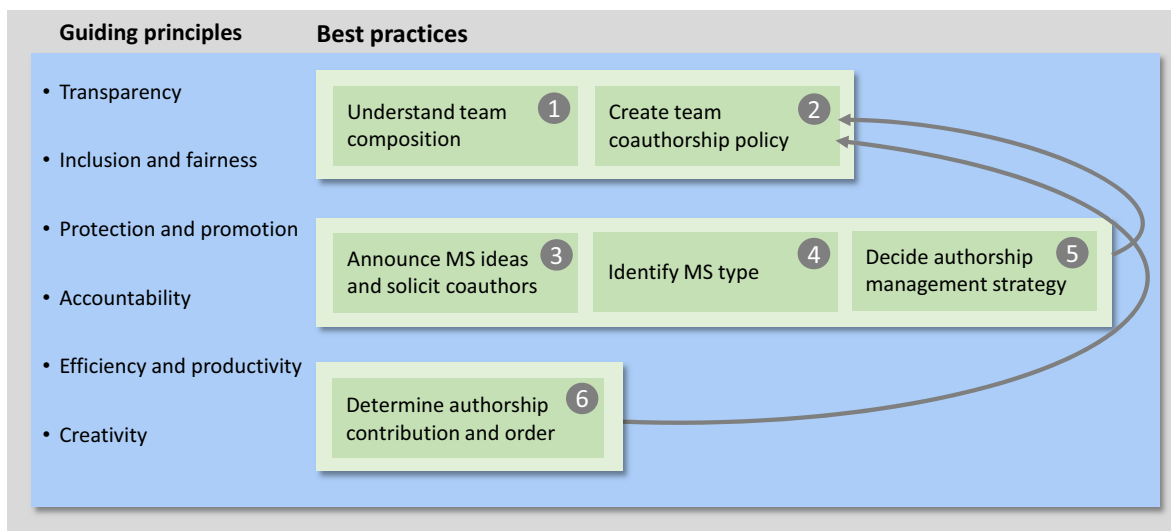 Guiding principles
Best practices
• Transparency
• Inclusion and fairness
• Protection and promotion
• Accountability
• Efficiency and productivity
• Creativity
Understand team
composition
1
Create team
coauthorship policy
2
Announce MS ideas
and solicit coauthors
3
Identify MS type
4
Decide authorship
management strategy
5
Determine authorship
contribution and order
6